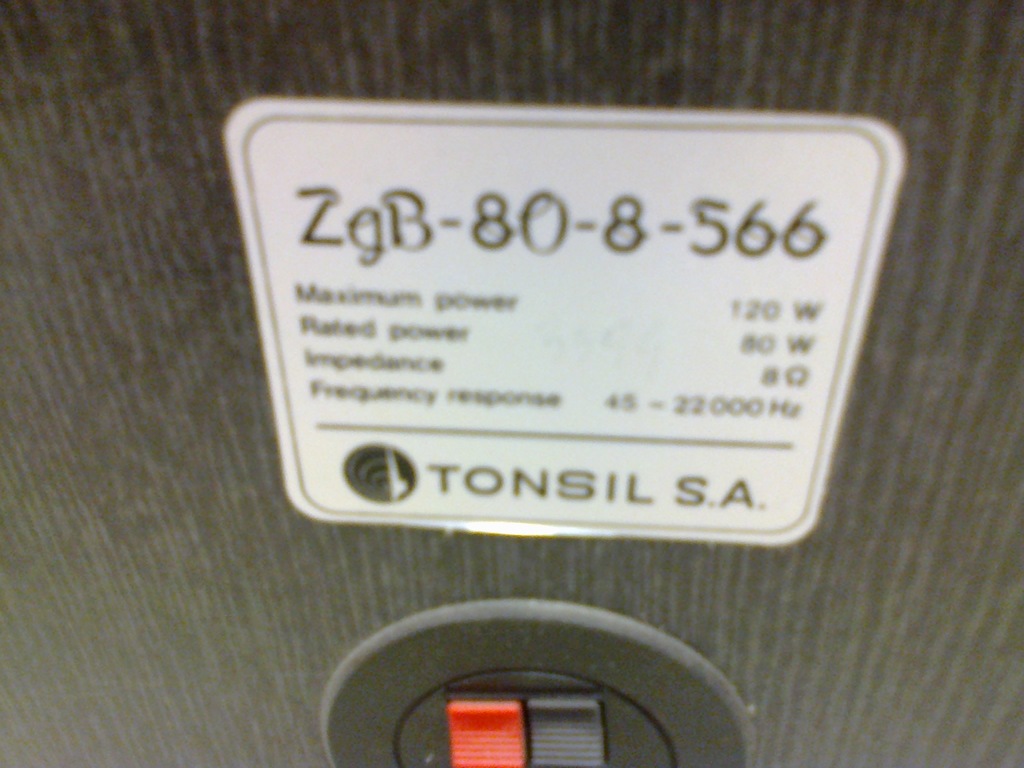 ZgB-80-8-566
Maximum power 120 W
Rated power 80 W
Impedance 8 Ω
Frequency response 45 - 22000 Hz
TONSIL S.A.